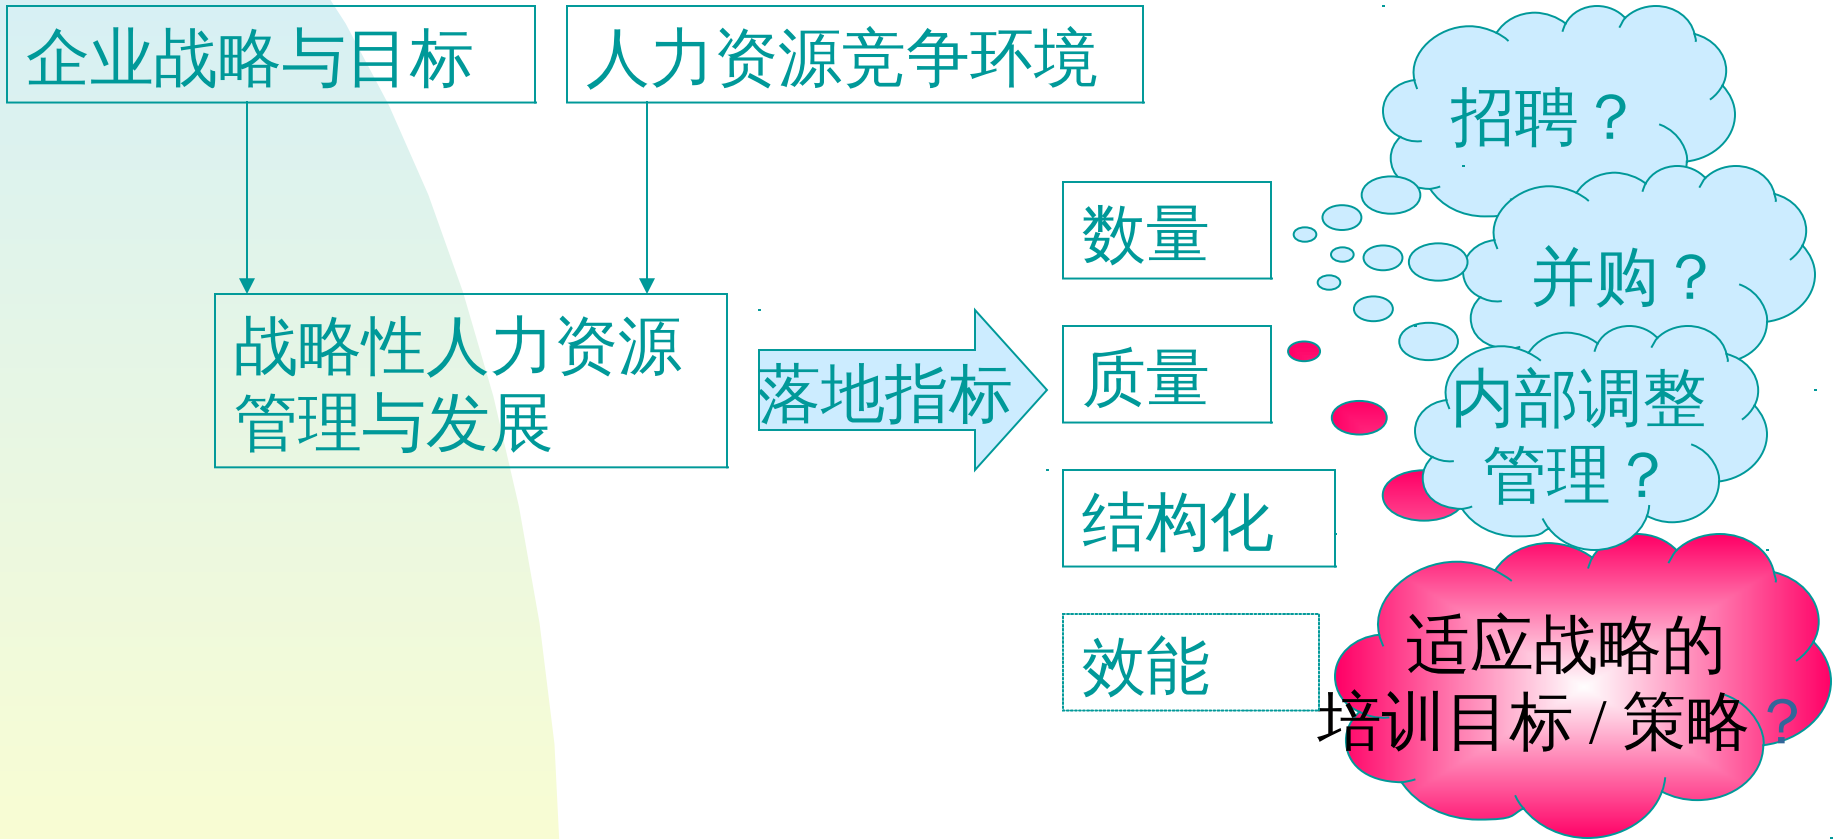 企业战略与目标
人力资源竞争环境
战略性人力资源
管理与发展
落地指标
数量
质量
结构化
效能
招聘？
并购？
内部调整
管理？
适应战略的
培训目标 / 策略？